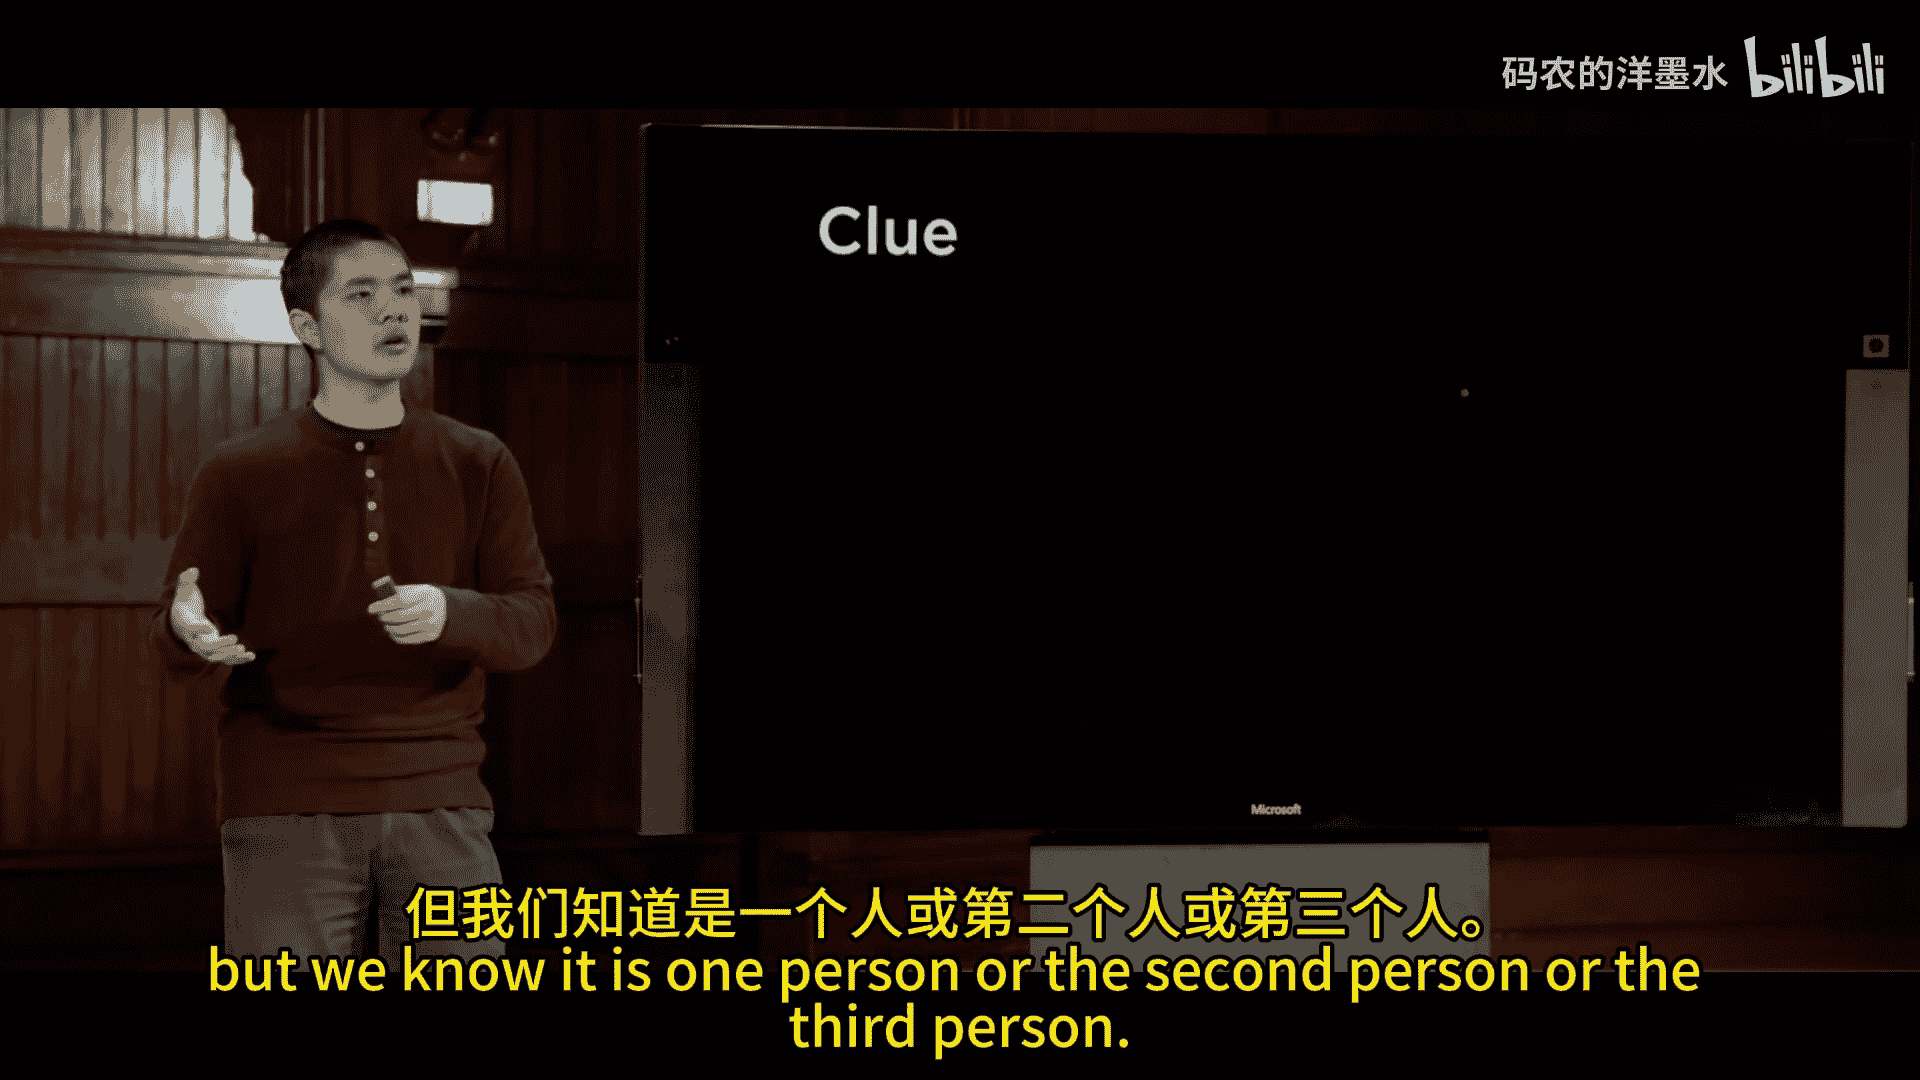 码农的洋墨水 bilibili
Clue
Microsoft
但我们知道是一个人或第二个人或第三个人。
but we know it is one person or the second person or the
third person.